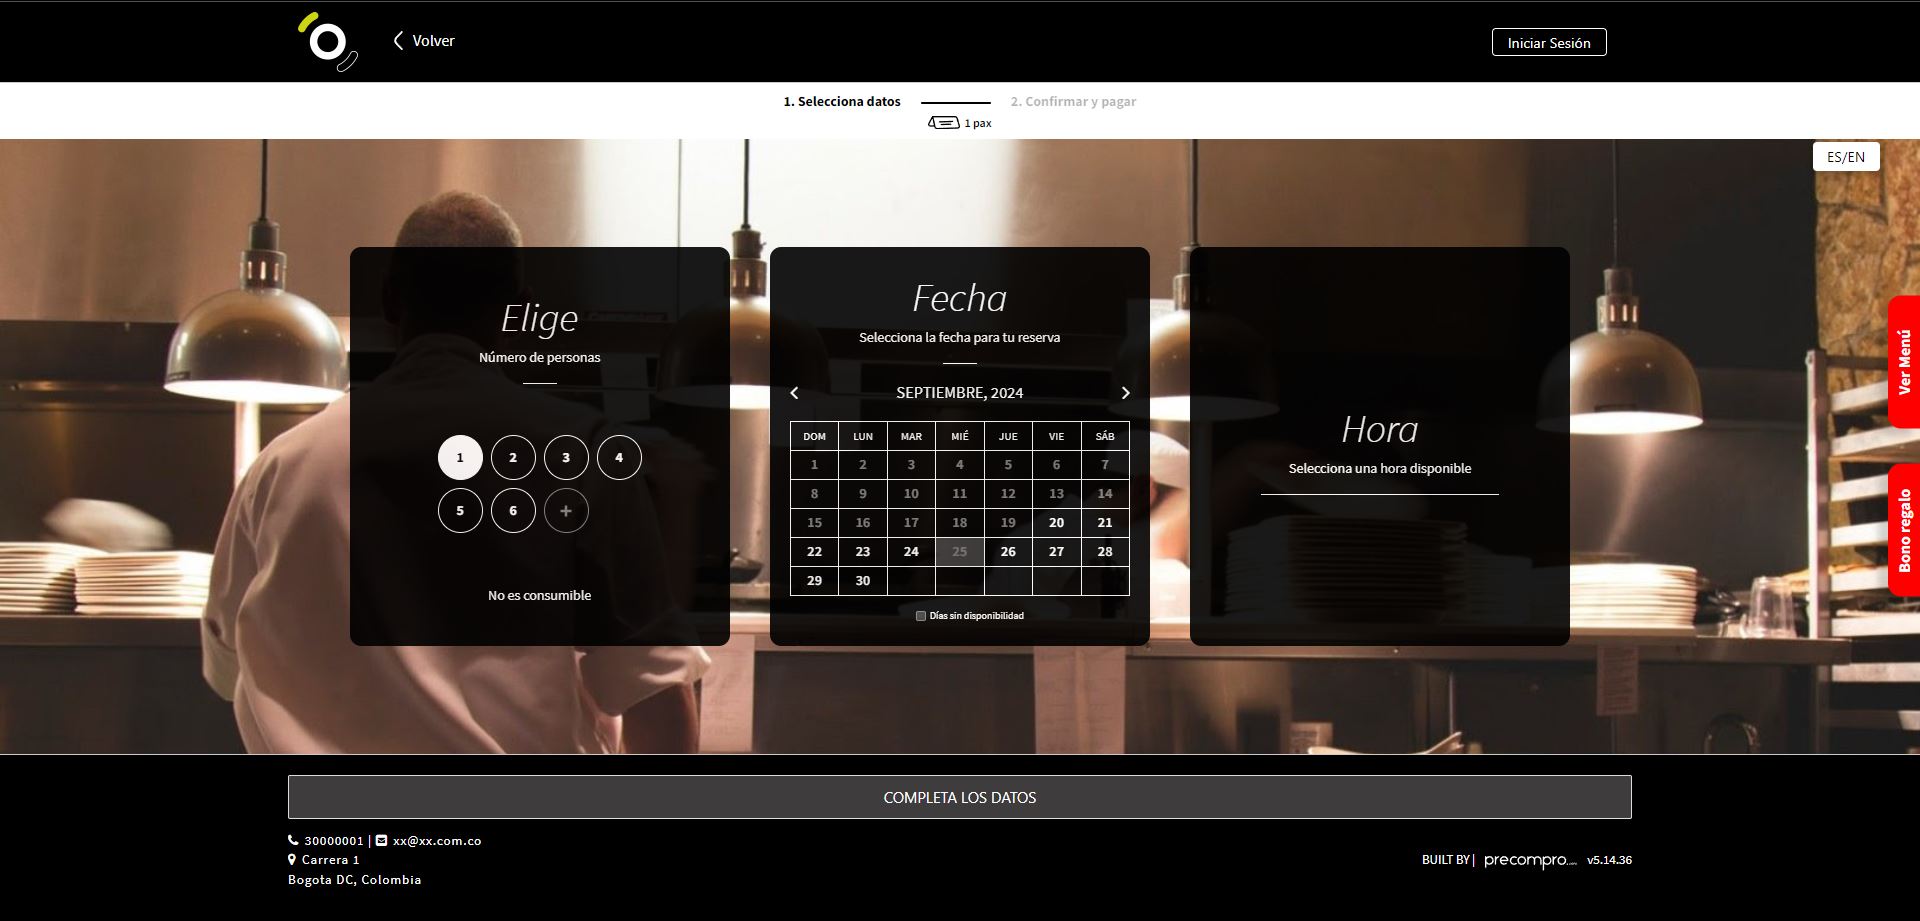 Volver
Iniciar Sesión
1. Selecciona datos
2. Confirmar y pagar
1 pax
ES/EN
Elige
Número de personas
1 2 3 4
5 6 +
No es consumible
Fecha
Selecciona la fecha para tu reserva
SEPTIEMBRE, 2024
DOM LUN MAR MIÉ JUE VIE SÁB
1 2 3 4 5 6 7
8 9 10 11 12 13 14
15 16 17 18 19 20 21
22 23 24 25 26 27 28
29 30
Días sin disponibilidad
Hora
Selecciona una hora disponible
Ver Menú
Bono regalo
COMPLETA LOS DATOS
30000001 | xx@xx.com.co
Carrera 1
Bogota DC, Colombia
BUILT BY | precompro v5.14.36